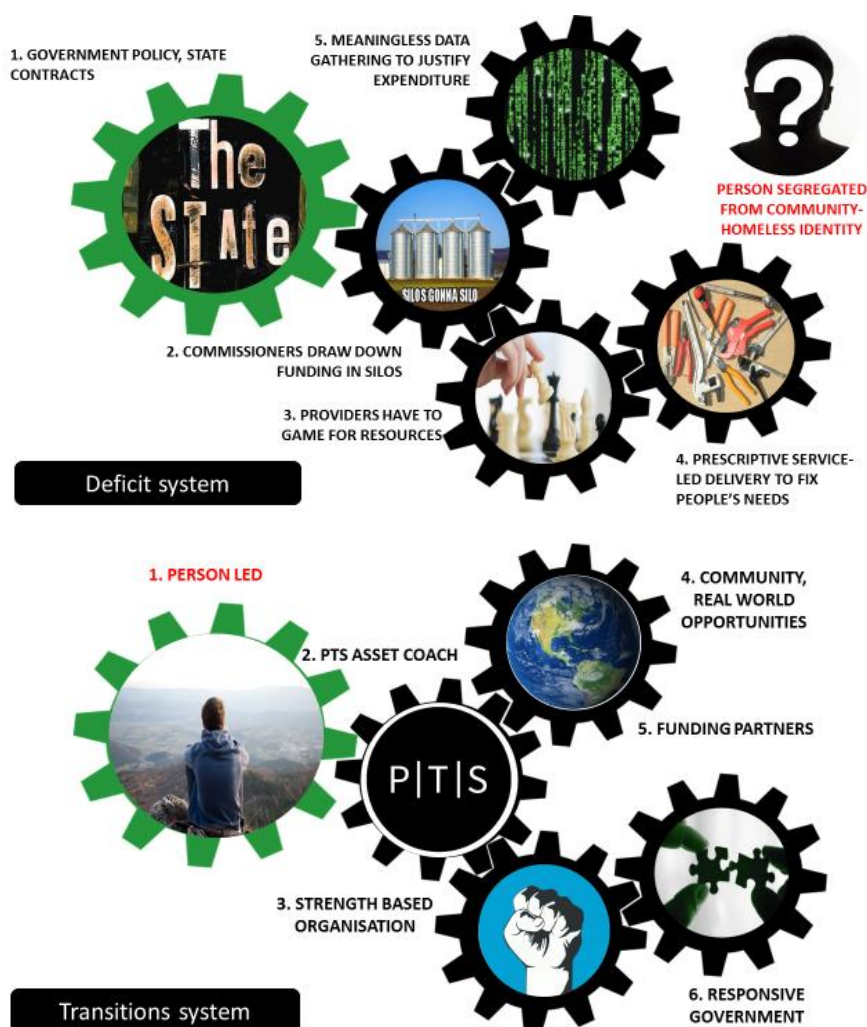 1. GOVERNMENT POLICY, STATE
CONTRACTS
5. MEANINGLESS DATA
GATHERING TO JUSTIFY
EXPENDITURE
?
PERSON SEGREGATED
FROM COMMUNITY-
HOMELESS IDENTITY
The
STATe
SILOS GONNA SILO
2. COMMISSIONERS DRAW DOWN
FUNDING IN SILOS
3. PROVIDERS HAVE TO
GAME FOR RESOURCES
4. PRESCRIPTIVE SERVICE-
LED DELIVERY TO FIX
PEOPLE'S NEEDS
Deficit system
1. PERSON LED
2. PTS ASSET COACH
4. COMMUNITY,
REAL WORLD
OPPORTUNITIES
5. FUNDING PARTNERS
P|T|S
3. STRENGTH BASED
ORGANISATION
6. RESPONSIVE
GOVERNMENT
Transitions system